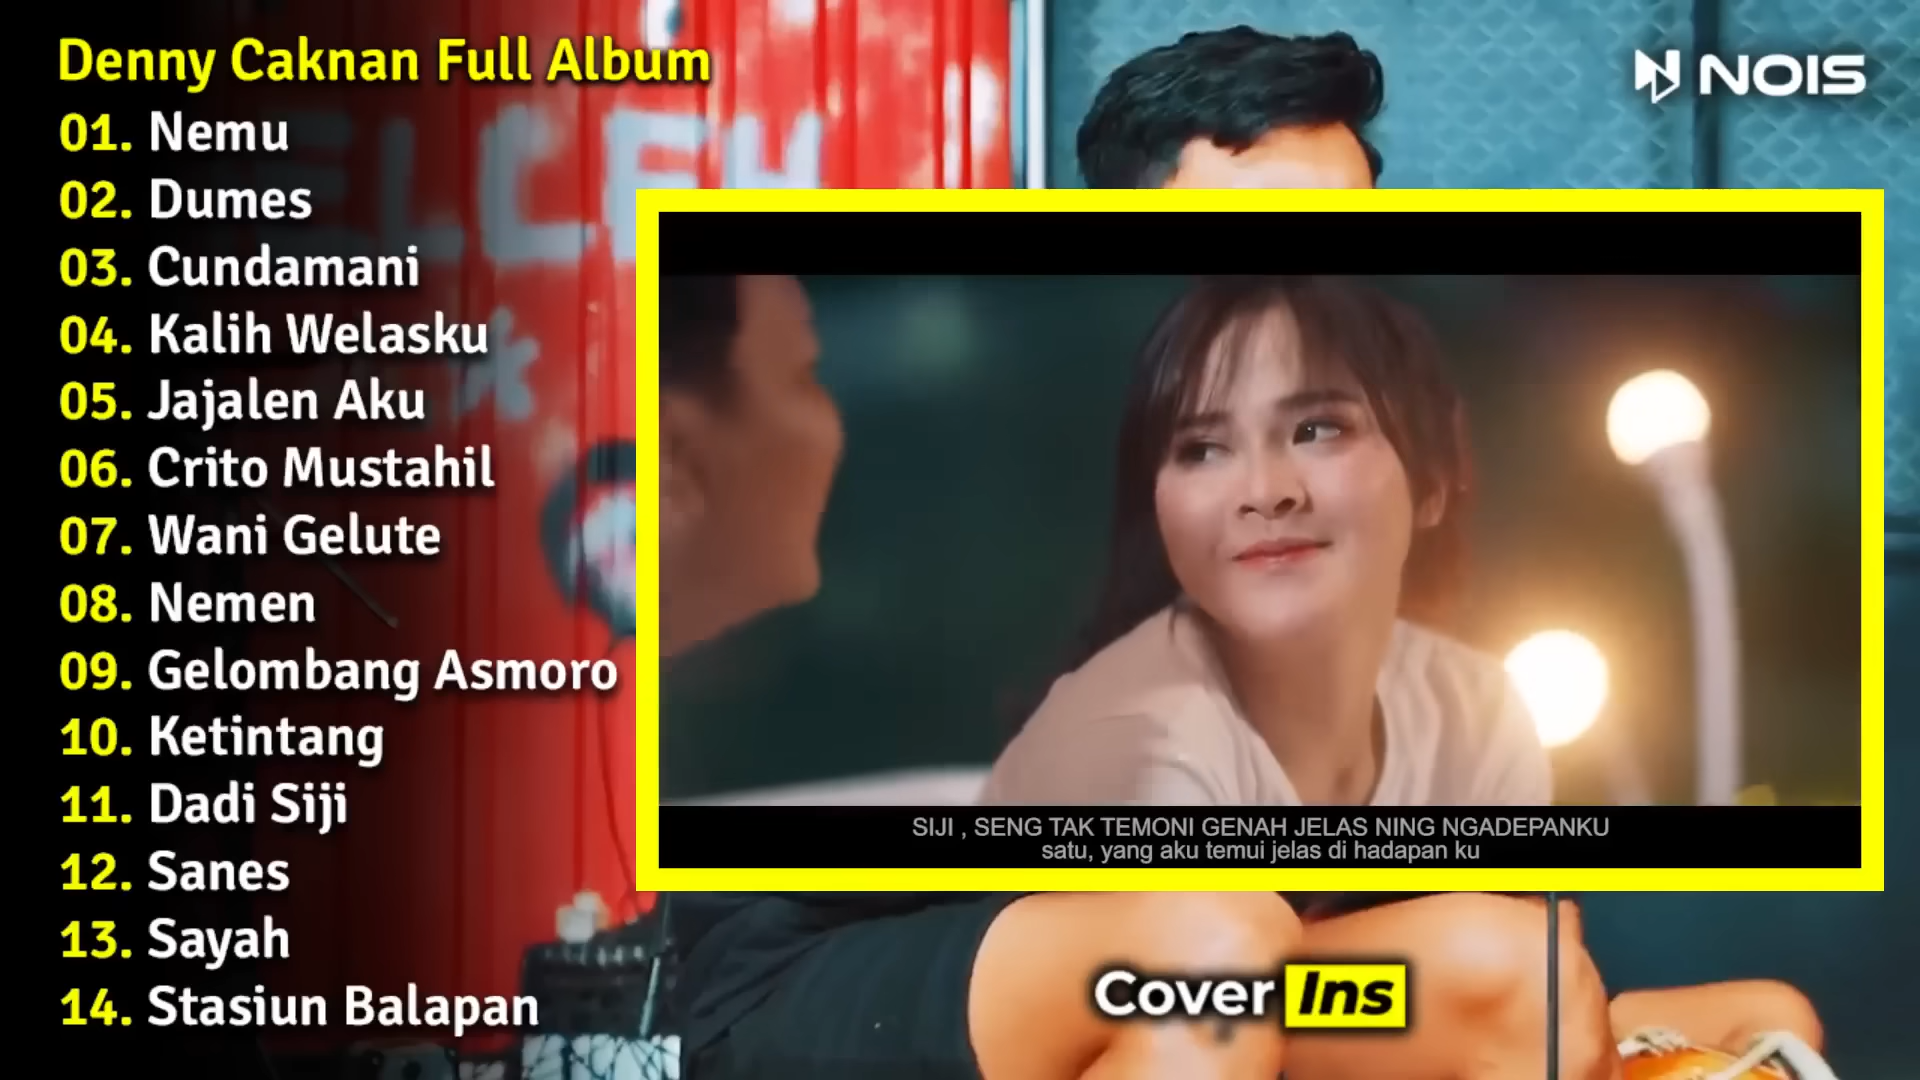 Denny Caknan Full Album
01. Nemu
02. Dumes
03. Cundamani
04. Kalih Welasku
05. Jajalen Aku
06. Crito Mustahil
07. Wani Gelute
08. Nemen
09. Gelombang Asmoro
10. Ketintang
11. Dadi Siji
12. Sanes
13. Sayah
14. Stasiun Balapan
NOIS
SIJI , SENG TAK TEMONI GENAH JELAS NING NGADEPANKU
satu, yang aku temui jelas di hadapan ku
Cover Ins